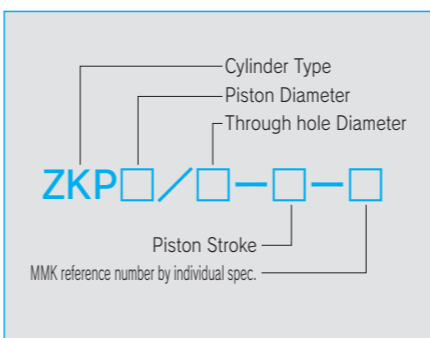 Cylinder Type
Piston Diameter
Through hole Diameter
ZKP□/□-□-□
Piston Stroke
MMK reference number by individual spec.